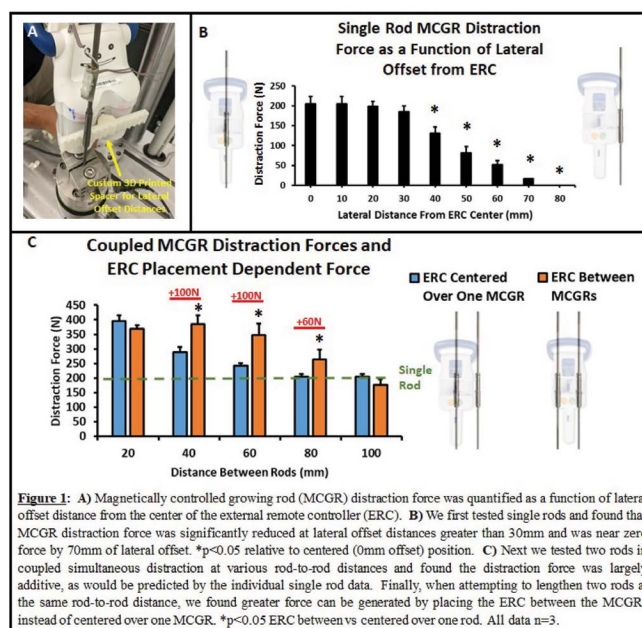 A
Custom 3D Printed
Spacer for Lateral
Offset Distances
B
Single Rod MCGR Distraction
Force as a Function of Lateral
Offset from ERC
Distraction Force (N)
250
200
150
100
50
0
* * * * *
0 10 20 30 40 50 60 70 80
Lateral Distance From ERC Center (mm)
C
Coupled MCGR Distraction Forces and
ERC Placement Dependent Force
ERC Centered
Over One MCGR
ERC Between
MCGRs
Distraction Force (N)
450
400
350
300
250
200
150
100
50
0
+100N +100N +60N
* * *
Single
Rod
20 40 60 80 100
Distance Between Rods (mm)
Figure 1: A) Magnetically controlled growing rod (MCGR) distraction force was quantified as a function of latera
offset distance from the center of the external remote controller (ERC). B) We first tested single rods and found tha
MCGR distraction force was significantly reduced at lateral offset distances greater than 30mm and was near zero
force by 70mm of lateral offset. *p<0.05 relative to centered (0mm offset) position. C) Next we tested two rods i
coupled simultaneous distraction at various rod-to-rod distances and found the distraction force was largely
additive, as would be predicted by the individual single rod data. Finally, when attempting to lengthen two rods a
the same rod-to-rod distance, we found greater force can be generated by placing the ERC between the MCGR
instead of centered over one MCGR. *p<0.05 ERC between vs centered over one rod. All data n=3.